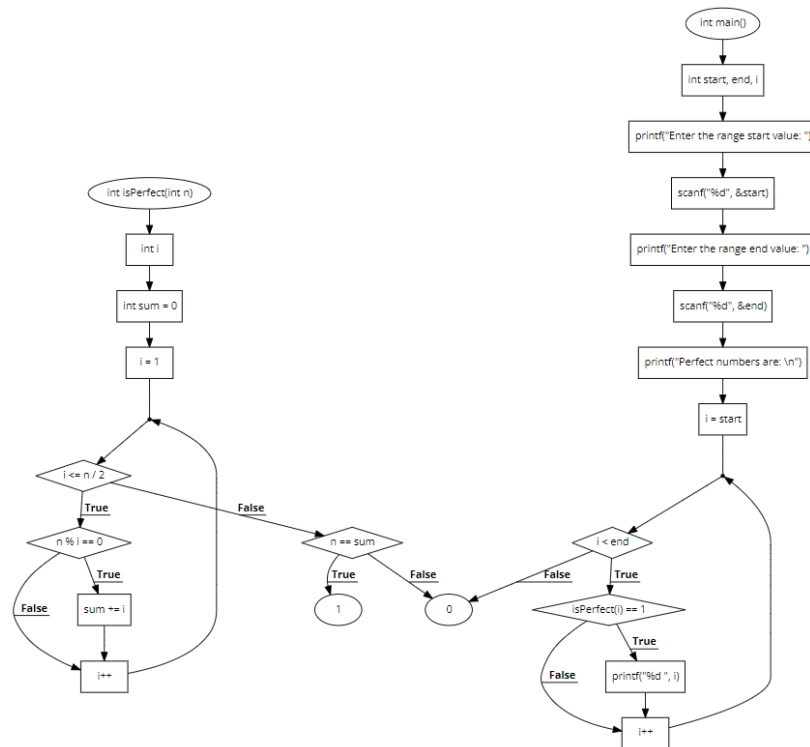 int main()
int start, end, i
printf("Enter the range start value: ")
scanf("%d", &start)
printf("Enter the range end value: ")
scanf("%d", &end)
printf("Perfect numbers are: \n")
i = start
i < end
False
True
isPerfect(i) == 1
True
False
printf("%d ", i)
i++
int isPerfect(int n)
int i
int sum = 0
i = 1
i <= n / 2
True
False
n % i == 0
True
False
sum += i
i++
n == sum
True
False
1
0